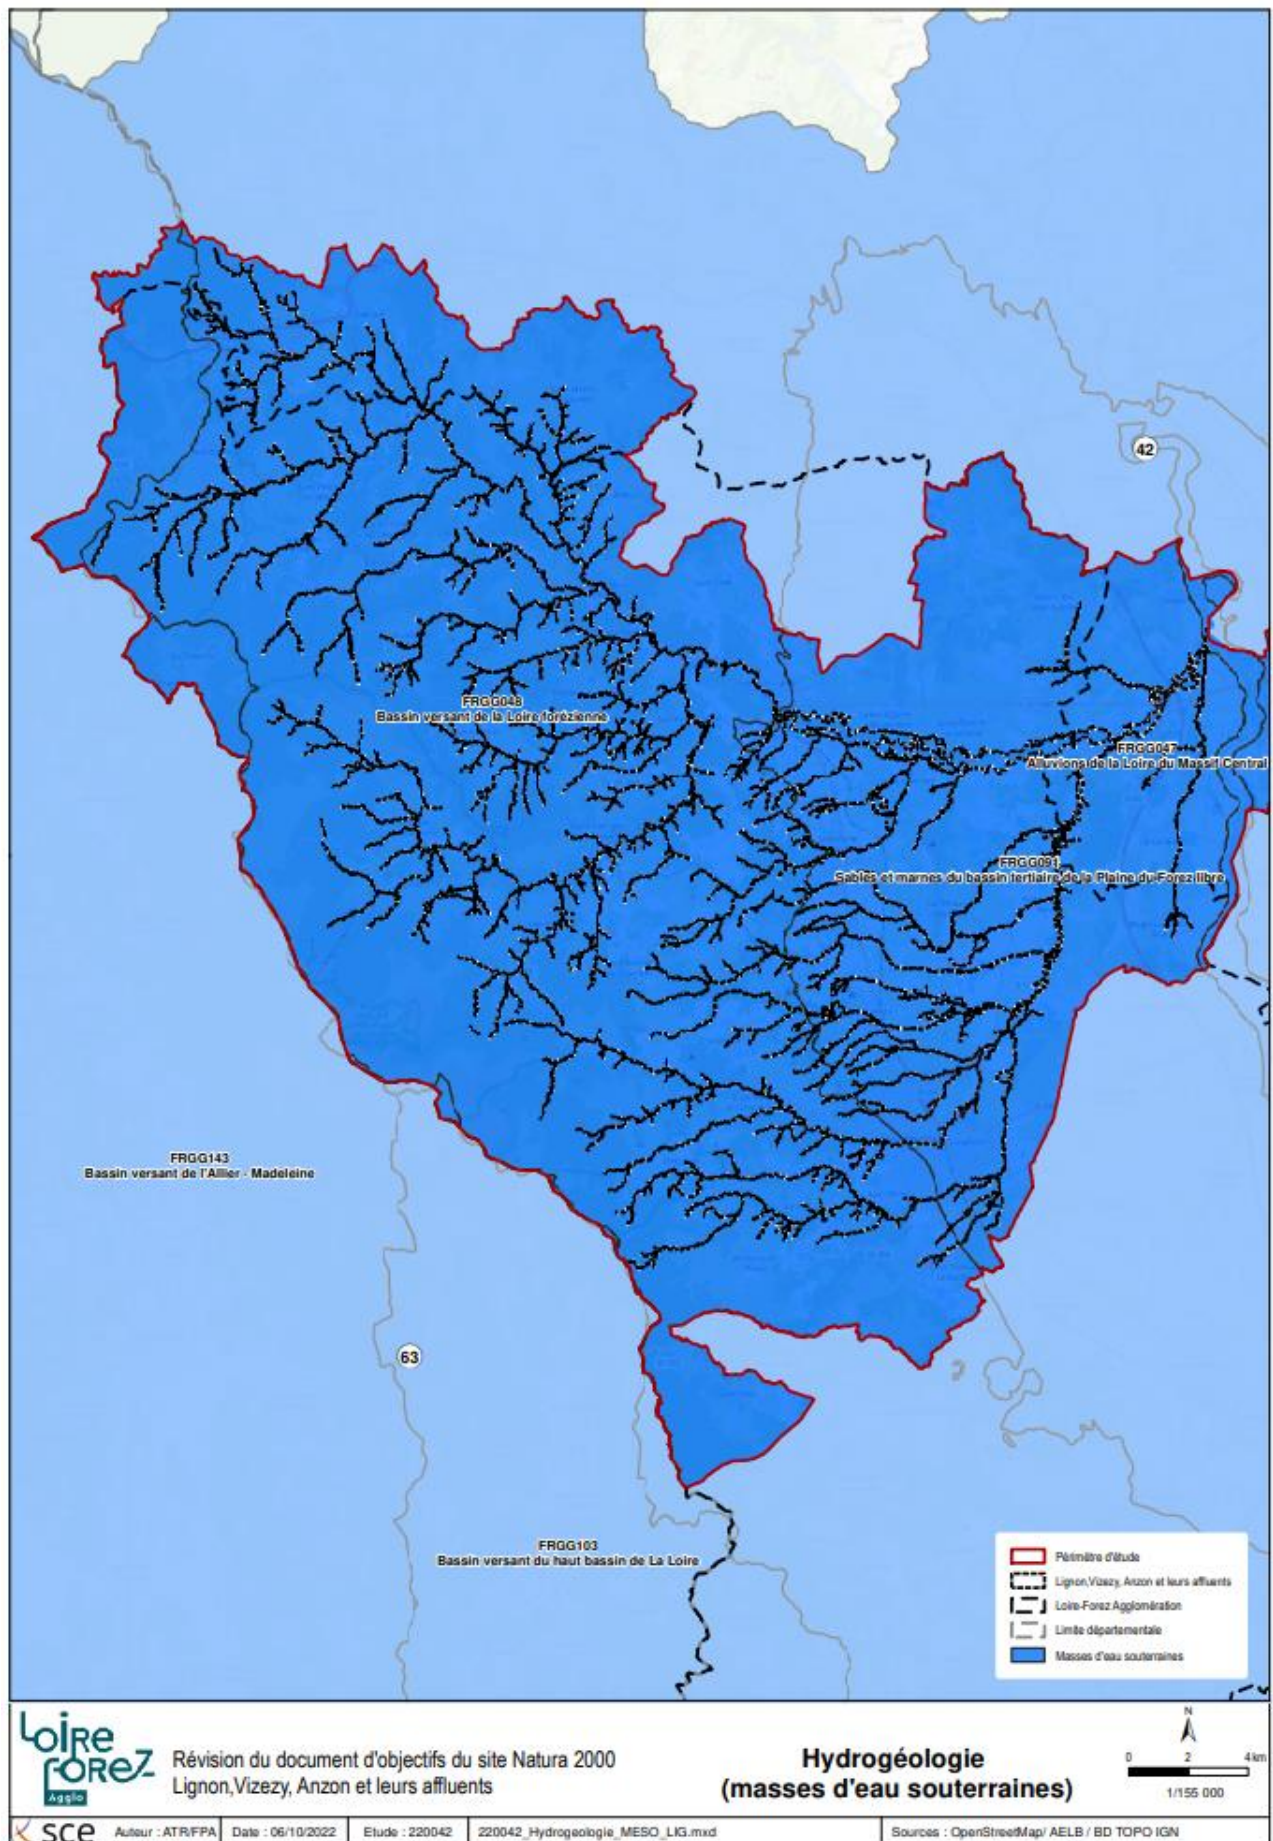 42
FRGG048
Bassin versant de la Loire forézienne
FRGG047
Alluvions de la Loire du Massif Central
FRGG091
Sables et marnes du bassin tertiaire de la Plaine du Forez libre
FRGG143
Bassin versant de l'Allier - Madeleine
63
FRGG103
Bassin versant du haut bassin de La Loire
Périmètre d'étude
Lignon,Vizezy, Anzon et leurs affluents
Loire-Forez Agglomération
Limite départementale
Masses d'eau souterraines
Loire
Forez
Agglo
Révision du document d'objectifs du site Natura 2000
Lignon,Vizezy, Anzon et leurs affluents
Hydrogéologie
(masses d'eau souterraines)
N
0 2 4 km
1/155 000
sce
Auteur : ATR/FPA
Date : 06/10/2022
Etude : 220042
220042_Hydrogeologie_MESO_LIG.mxd
Sources : OpenStreetMap/ AELB / BD TOPO IGN